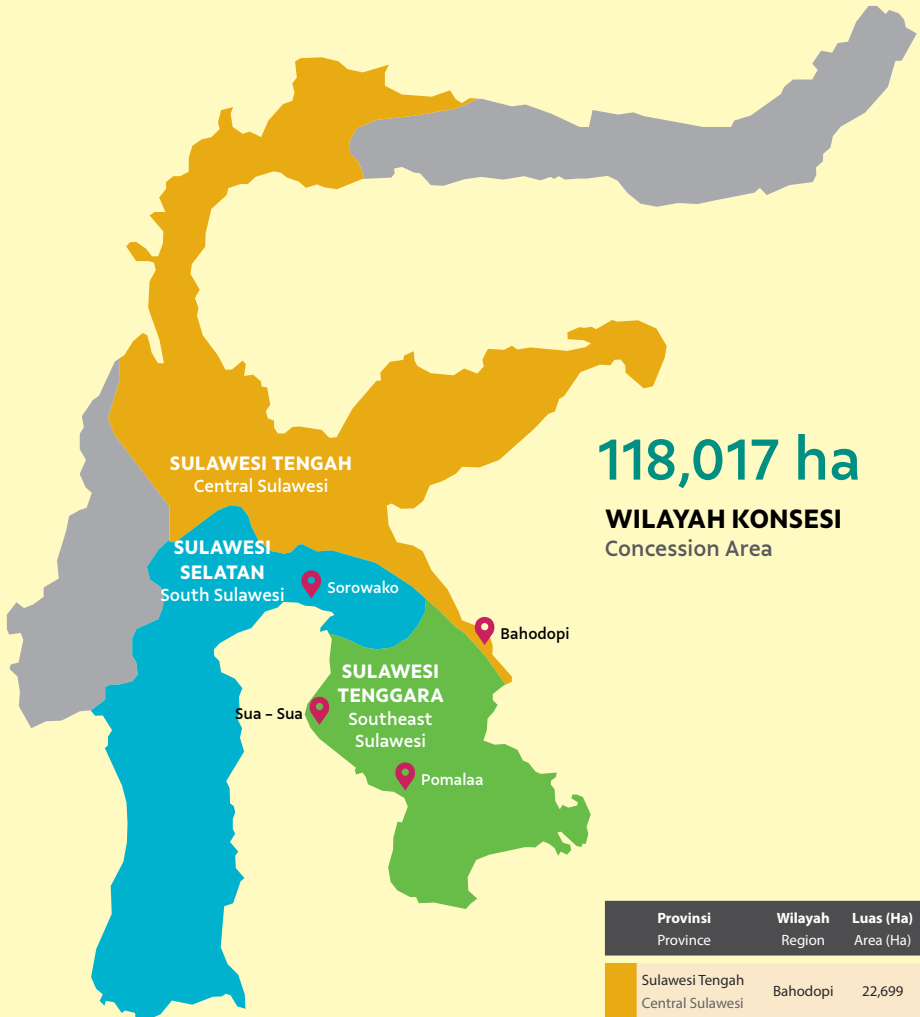 SULAWESI TENGAH
Central Sulawesi
118,017 ha
WILAYAH KONSESI
Concession Area
SULAWESI
SELATAN
South Sulawesi
Sorowako
Bahodopi
SULAWESI
TENGGARA
Southeast
Sulawesi
Sua – Sua
Pomalaa
Provinsi Wilayah Luas (Ha)
Province Region Area (Ha)
Sulawesi Tengah
Central Sulawesi
Bahodopi 22,699